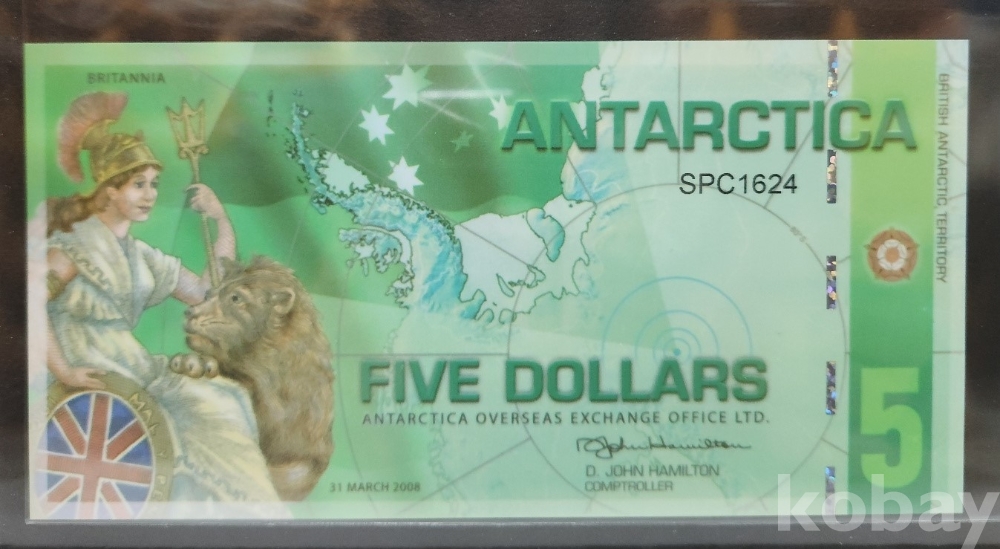 BRITANNIA
ANTARCTICA
SPC1624
BRITISH ANTARCTIC TERRITORY
FIVE DOLLARS
ANTARCTICA OVERSEAS EXCHANGE OFFICE LTD.
D. JOHN HAMILTON
COMPTROLLER
31 MARCH 2008
5
kobay